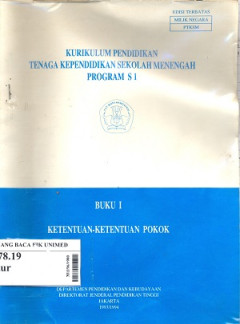 EDISI TERBATAS
MILIK NEGARA
KURIKULUM PENDIDIKAN
TENAGA KEPENDIDIKAN SEKOLAH MENENGAH
PROGRAM S 1
BUKU I
KETENTUAN-KETENTUAN POKOK
ANG BACA FMK UNIMED
78.19
ur
DEPARTEMEN PENDIDIKAN DAN KEBUDAYAAN
DIREKTORAT JENDERAL PENDIDIKAN TINGGI
JAKARTA